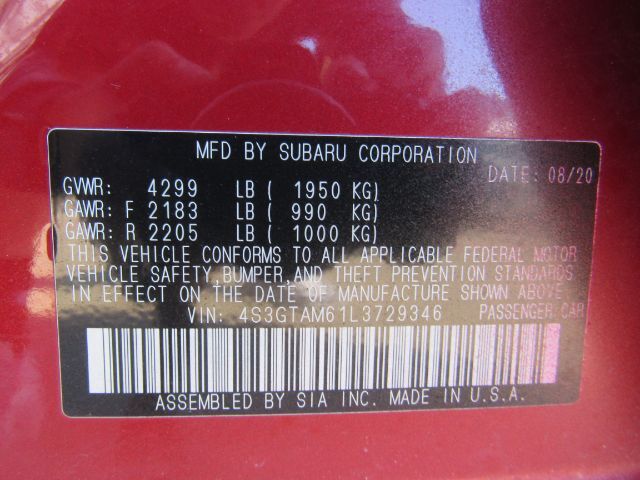 MFD BY SUBARU CORPORATION
DATE: 08/20
GVWR: 4299 LB ( 1950 KG)
GAWR: F 2183 LB ( 990 KG)
GAWR: R 2205 LB ( 1000 KG)
THIS VEHICLE CONFORMS TO ALL APPLICABLE FEDERAL MOTOR
VEHICLE SAFETY,BUMPER,AND THEFT PREVENTION STANDARDS
IN EFFECT ON THE DATE OF MANUFACTURE SHOWN ABOVE
VIN: 4S3GTAM61L3729346 PASSENGER CAR
ASSEMBLED BY SIA INC. MADE IN U.S.A.